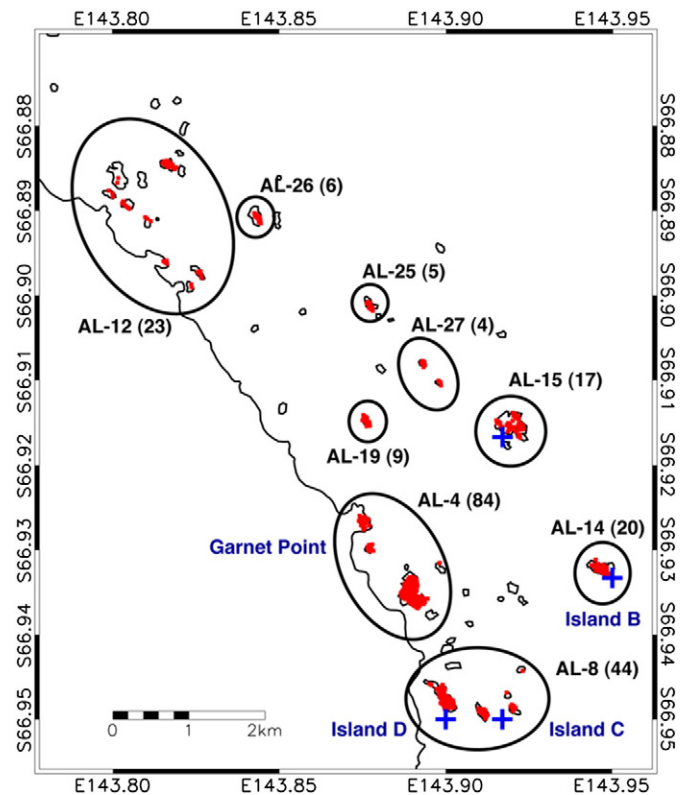 E143.80 E143.85 E143.90 E143.95
S66.88 S66.88
AL-26 (6)
S66.89 S66.89
AL-25 (5)
S66.90 S66.90
AL-12 (23) AL-27 (4)
S66.91 S66.91
AL-15 (17)
AL-19 (9)
S66.92 S66.92
AL-4 (84)
AL-14 (20)
S66.93 S66.93
Garnet Point
Island B
S66.94 S66.94
AL-8 (44)
S66.95 S66.95
Island D Island C
0 1 2km
E143.80 E143.85 E143.90 E143.95